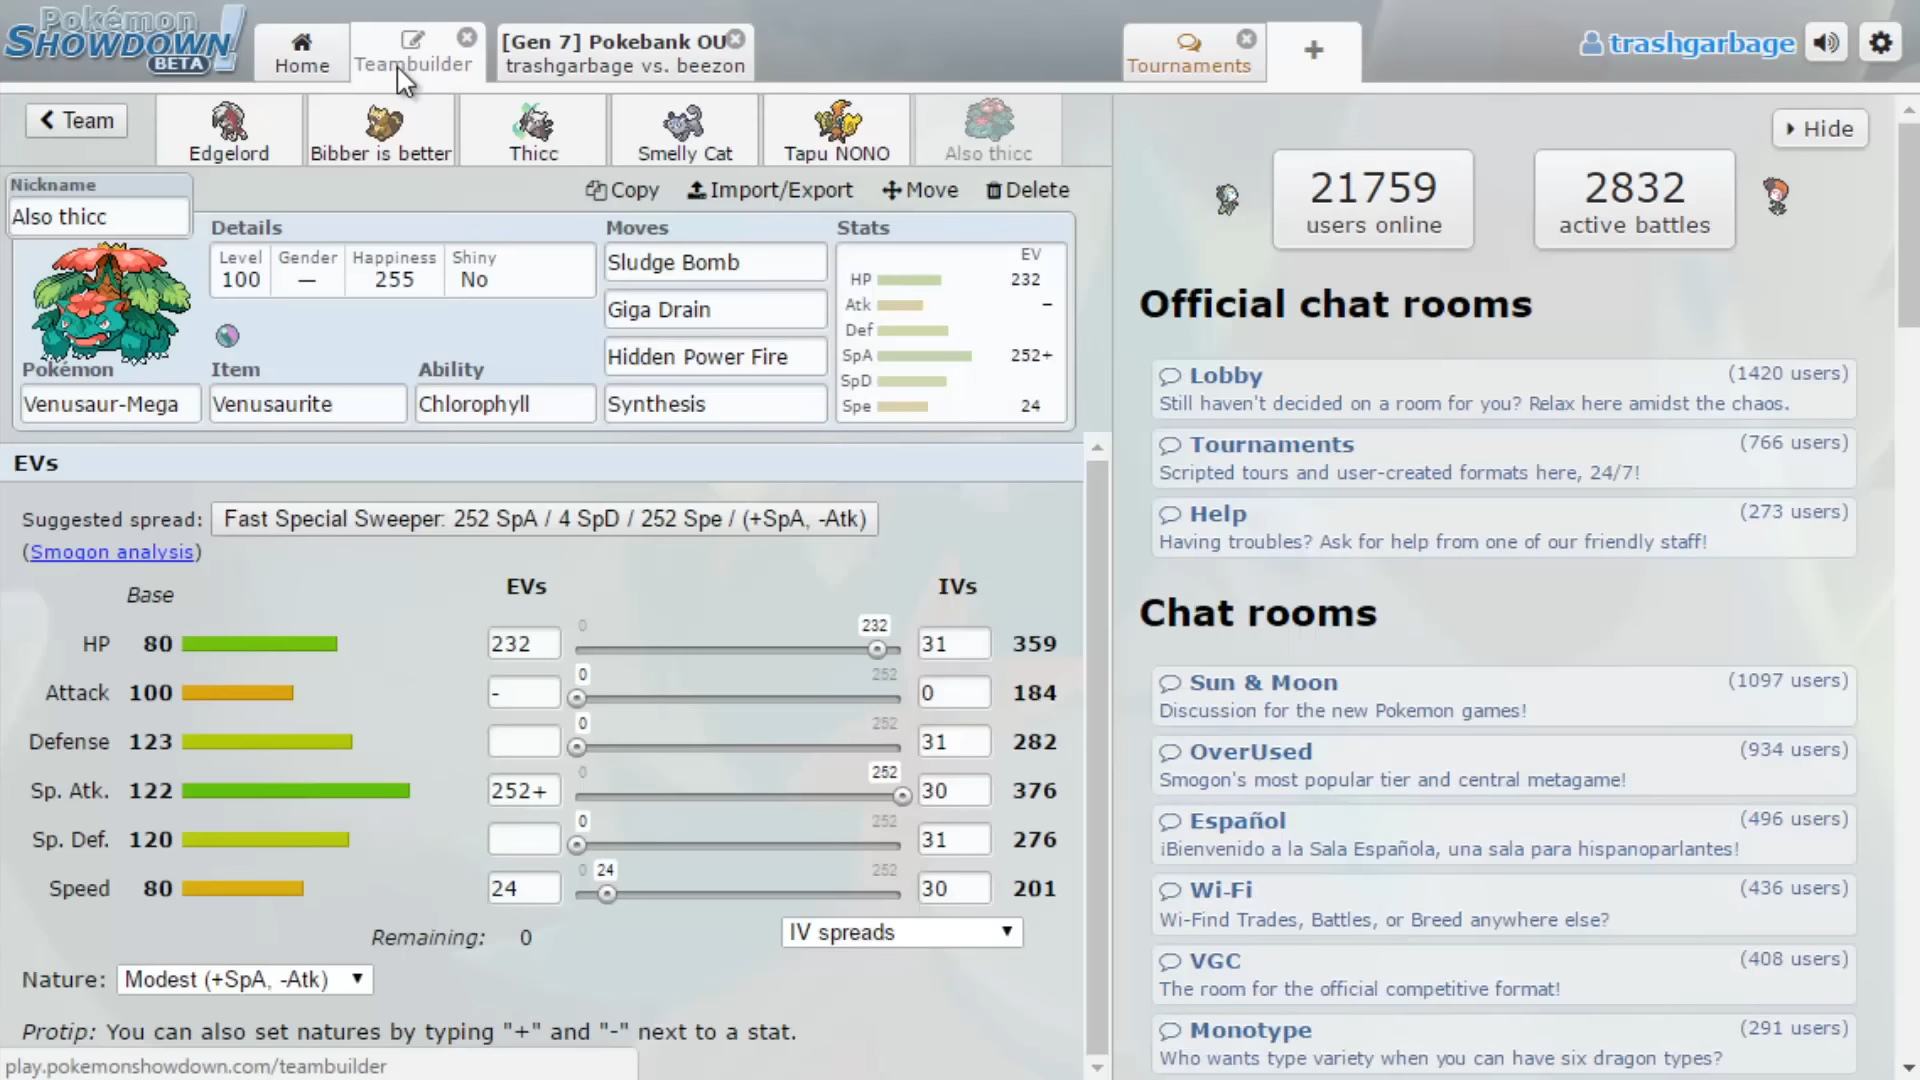 Pokémon
SHOWDOWN!
BETA
Home
Teambuilder
[Gen 7] Pokebank OU
trashgarbage vs. beezon
Tournaments
+
trashgarbage
Team
Edgelord
Bibber is better
Thicc
Smelly Cat
Tapu NONO
Also thicc
Hide
Copy
Import/Export
Move
Delete
Nickname
Also thicc
Details
Level
100
Gender
—
Happiness
255
Shiny
No
Pokémon
Venusaur-Mega
Item
Venusaurite
Ability
Chlorophyll
Moves
Sludge Bomb
Giga Drain
Hidden Power Fire
Synthesis
Stats
EV
HP 232
Atk –
Def
SpA 252+
SpD
Spe 24
EVs
Suggested spread: Fast Special Sweeper: 252 SpA / 4 SpD / 252 Spe / (+SpA, -Atk)
(Smogon analysis)
Base EVs IVs
HP 80 232 0 232 31 359
Attack 100 - 0 252 0 184
Defense 123 0 252 31 282
Sp. Atk. 122 252+ 0 252 30 376
Sp. Def. 120 0 252 31 276
Speed 80 24 0 24 252 30 201
Remaining: 0
IV spreads
Nature: Modest (+SpA, -Atk)
Protip: You can also set natures by typing "+" and "-" next to a stat.
play.pokemonshowdown.com/teambuilder
21759
users online
2832
active battles
Official chat rooms
Lobby (1420 users)
Still haven't decided on a room for you? Relax here amidst the chaos.
Tournaments (766 users)
Scripted tours and user-created formats here, 24/7!
Help (273 users)
Having troubles? Ask for help from one of our friendly staff!
Chat rooms
Sun & Moon (1097 users)
Discussion for the new Pokemon games!
OverUsed (934 users)
Smogon's most popular tier and central metagame!
Español (496 users)
¡Bienvenido a la Sala Española, una sala para hispanoparlantes!
Wi-Fi (436 users)
Wi-Find Trades, Battles, or Breed anywhere else?
VGC (408 users)
The room for the official competitive format!
Monotype (291 users)
Who wants type variety when you can have six dragon types?